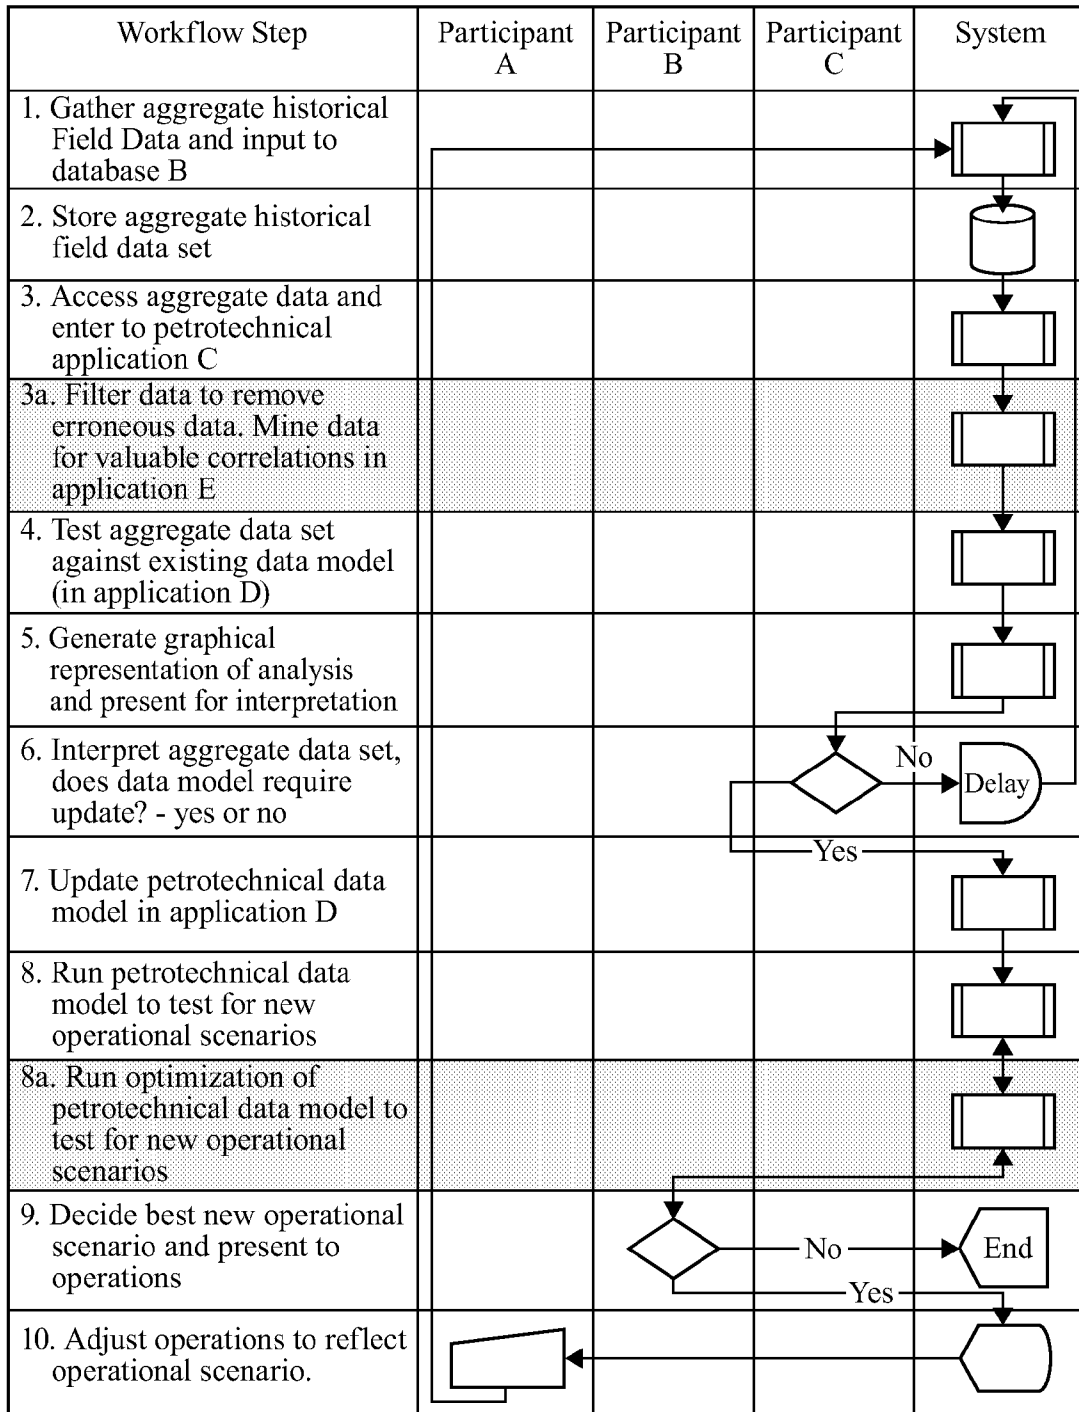 Workflow Step
Participant A
Participant B
Participant C
System
1. Gather aggregate historical
Field Data and input to
database B
2. Store aggregate historical
field data set
3. Access aggregate data and
enter to petrotechnical
application C
3a. Filter data to remove
erroneous data. Mine data
for valuable correlations in
application E
4. Test aggregate data set
against existing data model
(in application D)
5. Generate graphical
representation of analysis
and present for interpretation
6. Interpret aggregate data set,
does data model require
update? - yes or no
No
Delay
Yes
7. Update petrotechnical data
model in application D
8. Run petrotechnical data
model to test for new
operational scenarios
8a. Run optimization of
petrotechnical data model to
test for new operational
scenarios
9. Decide best new operational
scenario and present to
operations
No
End
Yes
10. Adjust operations to reflect
operational scenario.